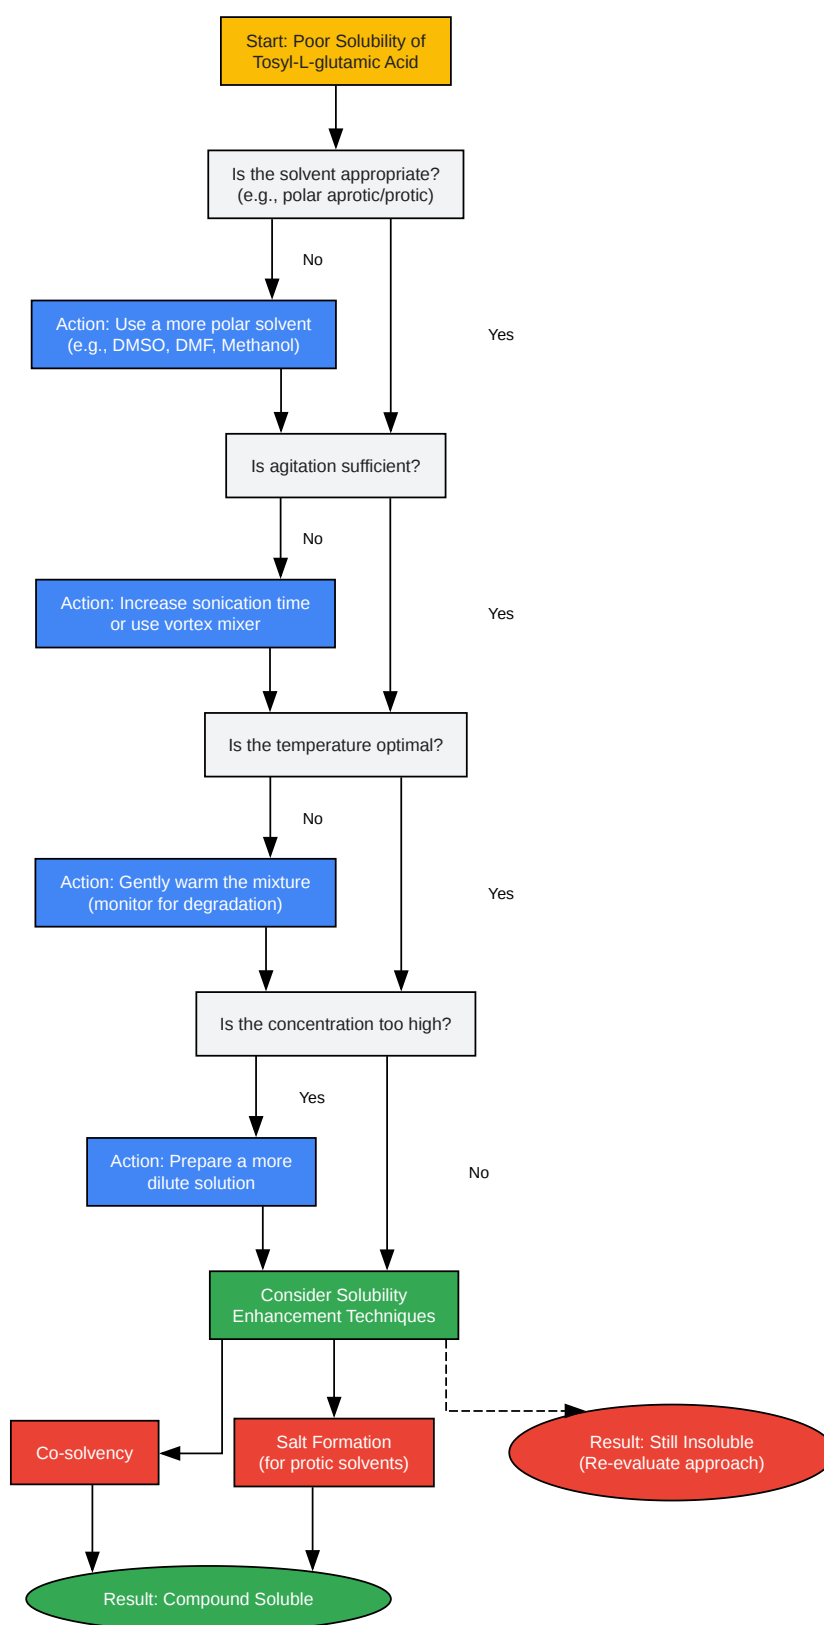 Start: Poor Solubility of
Tosyl-L-glutamic Acid
Is the solvent appropriate?
(e.g., polar aprotic/protic)
No
Action: Use a more polar solvent
(e.g., DMSO, DMF, Methanol)
Yes
Is agitation sufficient?
No
Action: Increase sonication time
or use vortex mixer
Yes
Is the temperature optimal?
No
Action: Gently warm the mixture
(monitor for degradation)
Yes
Is the concentration too high?
Yes
Action: Prepare a more
dilute solution
No
Consider Solubility
Enhancement Techniques
Co-solvency
Salt Formation
(for protic solvents)
Result: Still Insoluble
(Re-evaluate approach)
Result: Compound Soluble